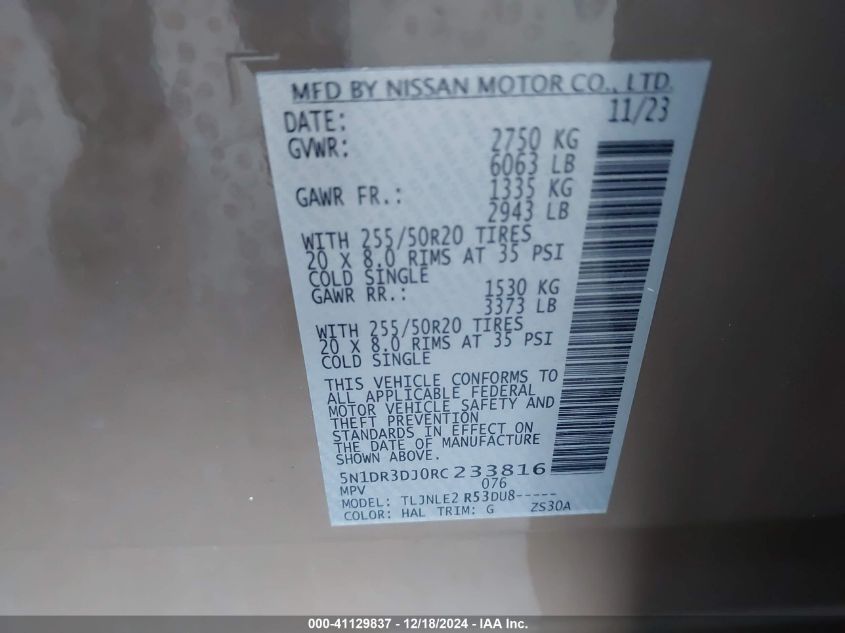 MFD BY NISSAN MOTOR CO., LTD.
DATE: 11/23
GVWR: 2750 KG
6063 LB
GAWR FR.: 1335 KG
2943 LB
WITH 255/50R20 TIRES
20 X 8.0 RIMS AT 35 PSI
COLD SINGLE
GAWR RR.: 1530 KG
3373 LB
WITH 255/50R20 TIRES
20 X 8.0 RIMS AT 35 PSI
COLD SINGLE
THIS VEHICLE CONFORMS TO
ALL APPLICABLE FEDERAL
MOTOR VEHICLE SAFETY AND
THEFT PREVENTION
STANDARDS IN EFFECT ON
THE DATE OF MANUFACTURE
SHOWN ABOVE.
5N1DR3DJ0RC233816
MPV 076
MODEL: TLJNLE2 R53DU8-----
COLOR: HAL TRIM: G ZS30A
000-41129837 - 12/18/2024 - IAA Inc.